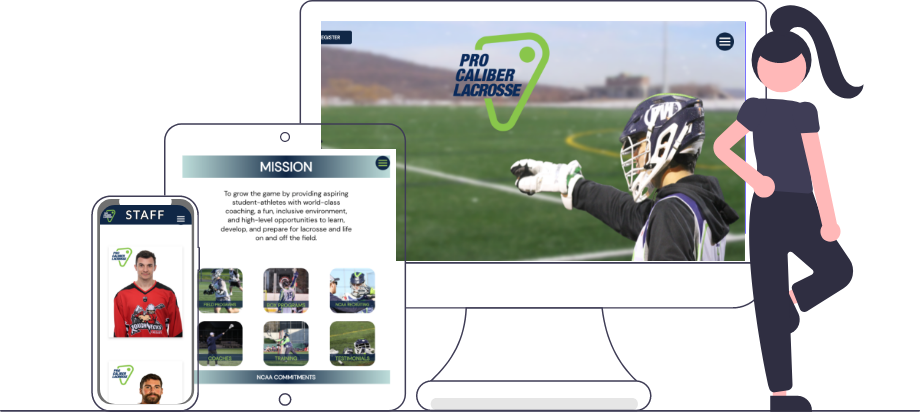 REGISTER
PRO
CALIBER
LACROSSE
MISSION
To grow the game by providing aspiring
student-athletes with world-class
coaching, a fun, inclusive environment,
and high-level opportunities to learn,
develop, and prepare for lacrosse and life
on and off the field.
FIELD PROGRAMS
BOX PROGRAMS
NCAA RECRUITING
COACHES
TRAINING
TESTIMONIALS
NCAA COMMITMENTS
STAFF
PRO
CALIBER
LACROSSE
PRO
CALIBER
LACROSSE